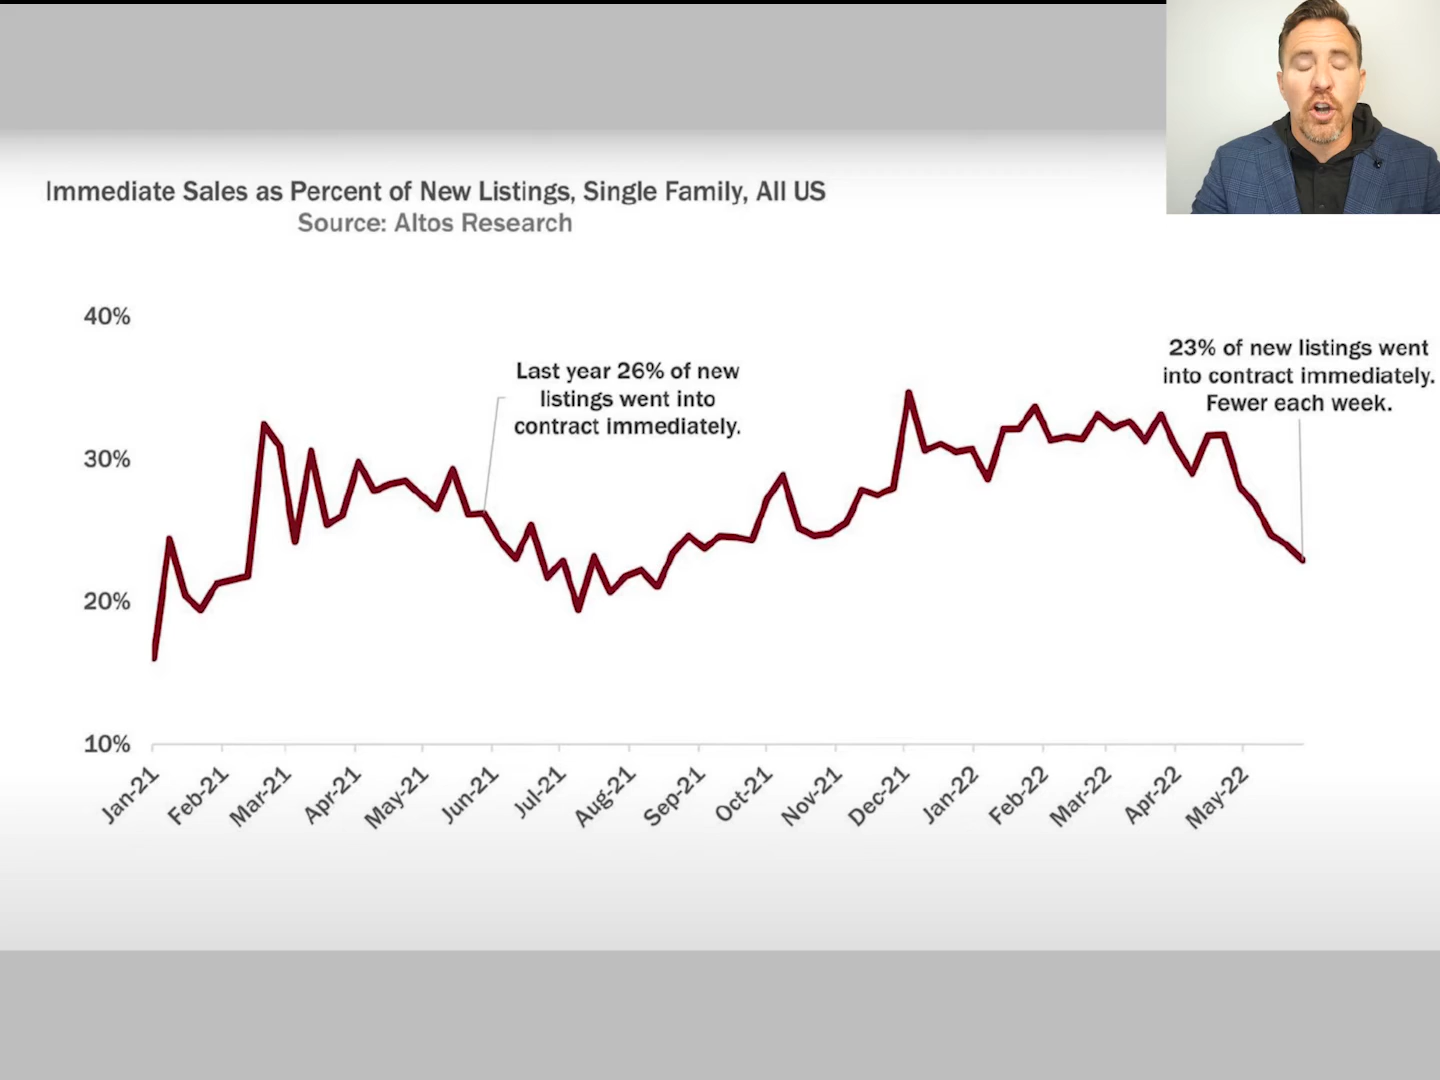 Immediate Sales as Percent of New Listings, Single Family, All US
Source: Altos Research
40%
30%
20%
10%
Last year 26% of new
listings went into
contract immediately.
23% of new listings went
into contract immediately.
Fewer each week.
Jan-21
Feb-21
Mar-21
Apr-21
May-21
Jun-21
Jul-21
Aug-21
Sep-21
Oct-21
Nov-21
Dec-21
Jan-22
Feb-22
Mar-22
Apr-22
May-22